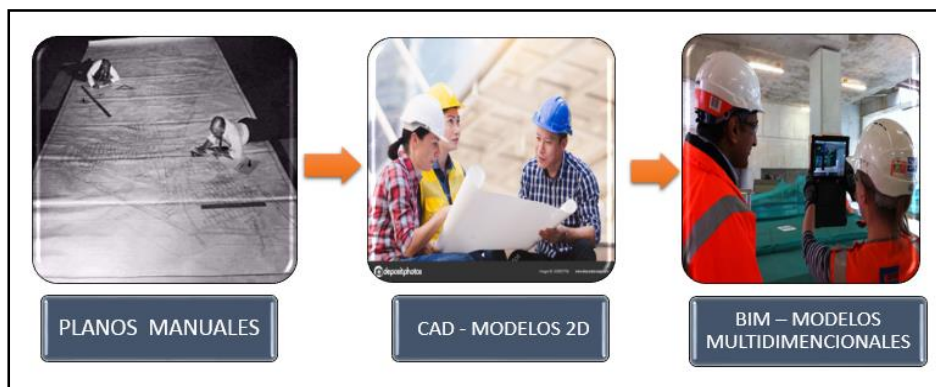 PLANOS MANUALES
depositphotos
CAD - MODELOS 2D
BIM – MODELOS
MULTIDIMENCIONALES